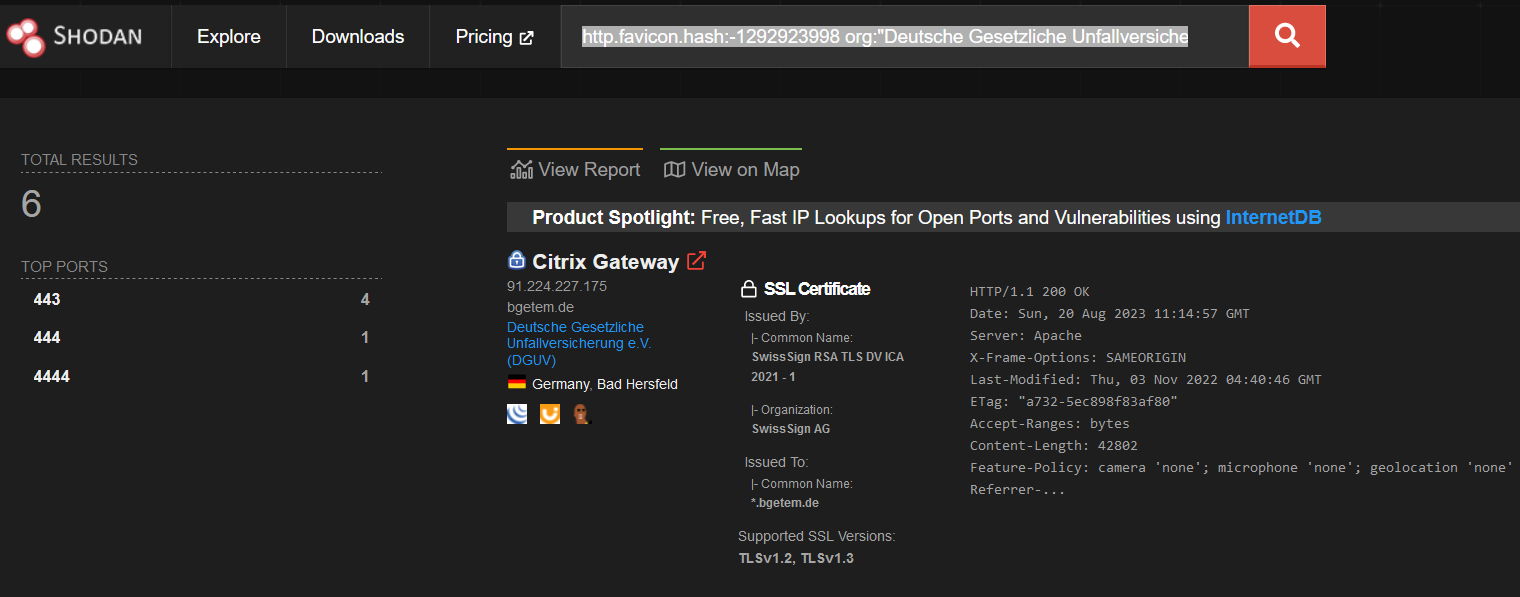 SHODAN
Explore
Downloads
Pricing
http.favicon.hash:-1292923998 org:"Deutsche Gesetzliche Unfallversiche
TOTAL RESULTS
6
TOP PORTS
443 4
444 1
4444 1
View Report
View on Map
Product Spotlight: Free, Fast IP Lookups for Open Ports and Vulnerabilities using InternetDB
Citrix Gateway
91.224.227.175
bgetem.de
Deutsche Gesetzliche
Unfallversicherung e.V.
(DGUV)
Germany, Bad Hersfeld
SSL Certificate
Issued By:
|- Common Name:
SwissSign RSA TLS DV ICA
2021 - 1
|- Organization:
SwissSign AG
Issued To:
|- Common Name:
*.bgetem.de
Supported SSL Versions:
TLSv1.2, TLSv1.3
HTTP/1.1 200 OK
Date: Sun, 20 Aug 2023 11:14:57 GMT
Server: Apache
X-Frame-Options: SAMEORIGIN
Last-Modified: Thu, 03 Nov 2022 04:40:46 GMT
ETag: "a732-5ec898f83af80"
Accept-Ranges: bytes
Content-Length: 42802
Feature-Policy: camera 'none'; microphone 'none'; geolocation 'none'
Referrer-...